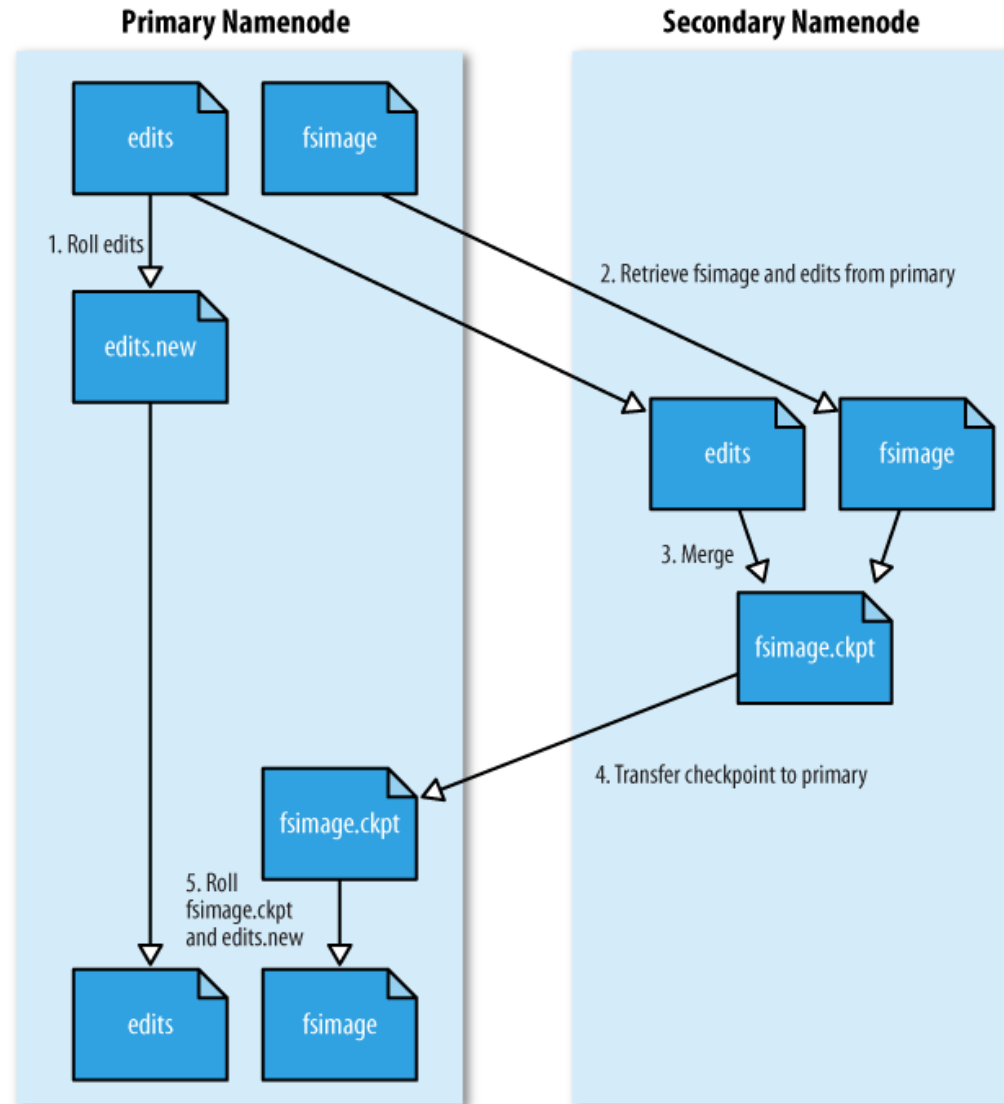 Primary Namenode
Secondary Namenode
edits
fsimage
1. Roll edits
2. Retrieve fsimage and edits from primary
edits.new
edits
fsimage
3. Merge
fsimage.ckpt
4. Transfer checkpoint to primary
fsimage.ckpt
5. Roll
fsimage.ckpt
and edits.new
edits
fsimage